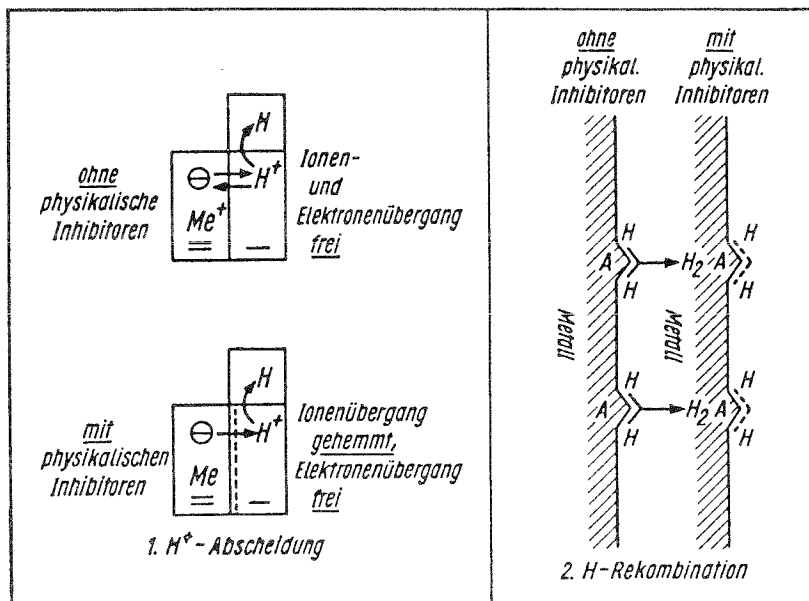 ohne
physikalische
Inhibitoren
H
⊖
H⁺
Me⁺
Ionen-
und
Elektronenübergang
frei
mit
physikalischen
Inhibitoren
H
⊖
H⁺
Me
Ionenübergang
gehemmt,
Elektronenübergang
frei
1. H⁺-Abscheidung
ohne
physikal.
Inhibitoren
mit
physikal.
Inhibitoren
H
A
H
H₂
H
A
H
Metall
Metall
H
A
H
H₂
H
A
H
2. H-Rekombination